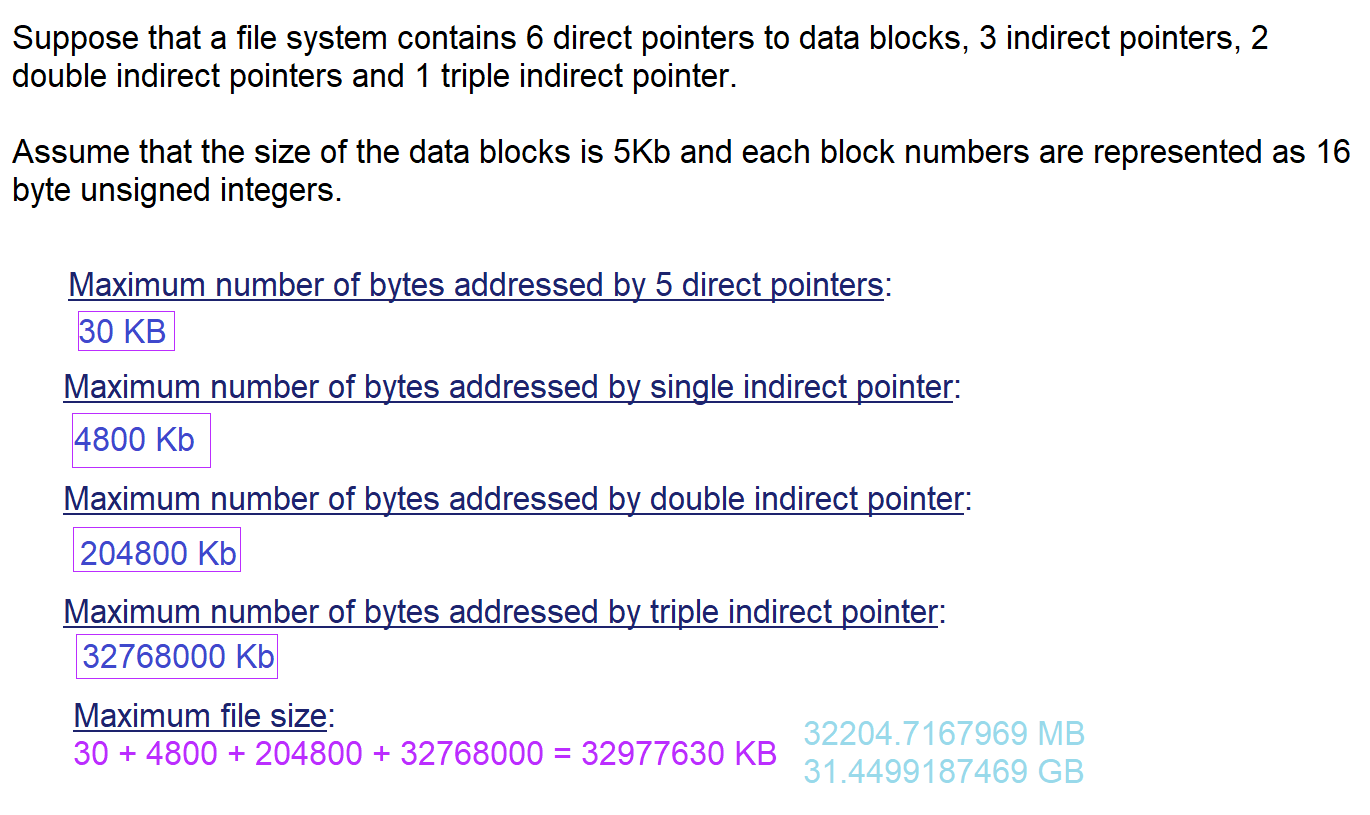 Suppose that a file system contains 6 direct pointers to data blocks, 3 indirect pointers, 2
double indirect pointers and 1 triple indirect pointer.
Assume that the size of the data blocks is 5Kb and each block numbers are represented as 16
byte unsigned integers.
Maximum number of bytes addressed by 5 direct pointers:
30 KB
Maximum number of bytes addressed by single indirect pointer:
4800 Kb
Maximum number of bytes addressed by double indirect pointer:
204800 Kb
Maximum number of bytes addressed by triple indirect pointer:
32768000 Kb
Maximum file size:
30 + 4800 + 204800 + 32768000 = 32977630 KB
32204.7167969 MB
31.4499187469 GB